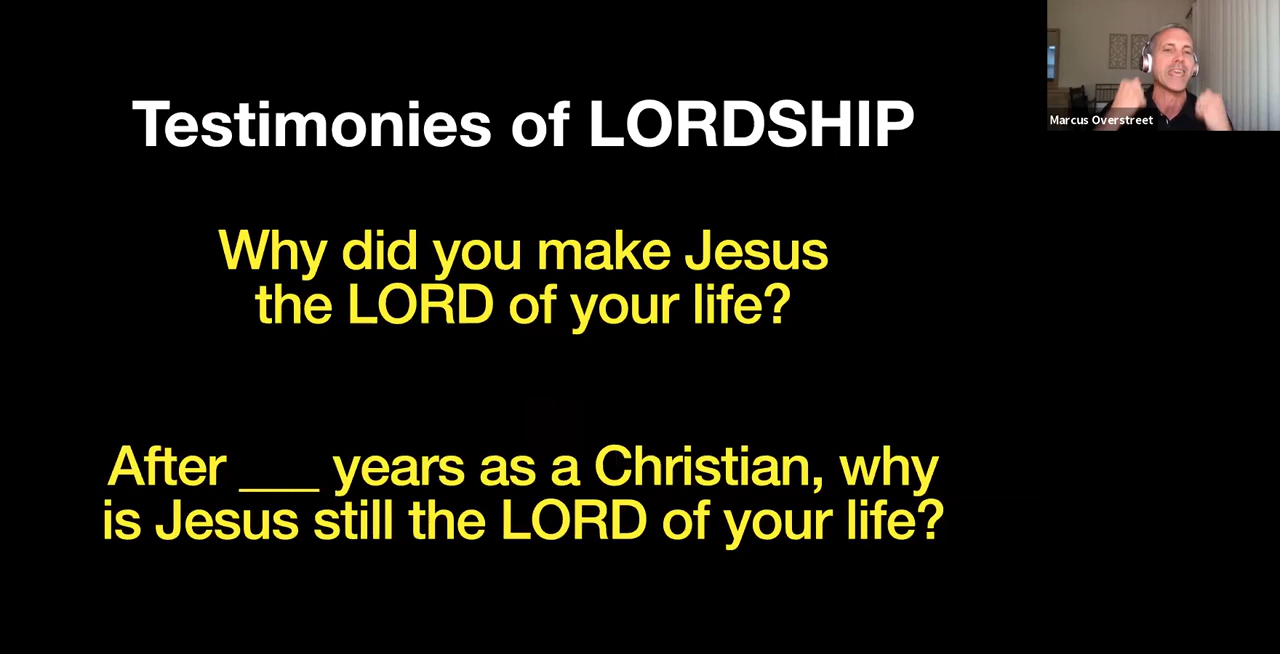 Testimonies of LORDSHIP
Marcus Overstreet
Why did you make Jesus
the LORD of your life?
After ___ years as a Christian, why
is Jesus still the LORD of your life?